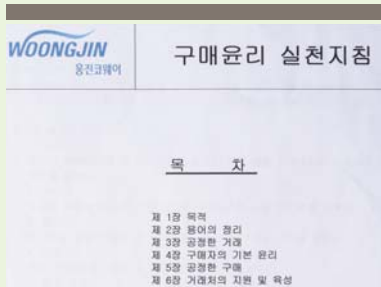 WOONGJIN
웅진코웨이
구매윤리 실천지침
목 차
제 1장 목적
제 2장 용어의 정리
제 3장 공정한 거래
제 4장 구매자의 기본 윤리
제 5장 공정한 구매
제 6장 거래처의 지원 및 육성